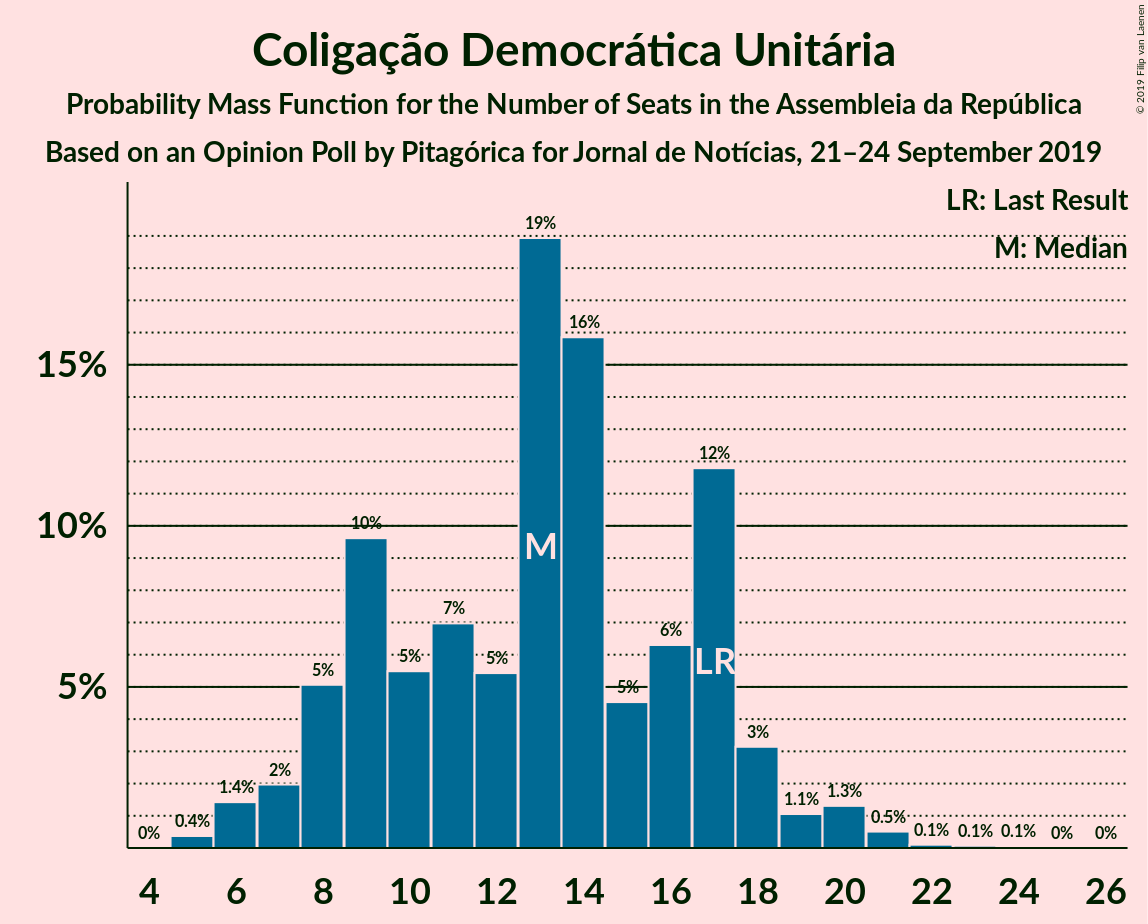 Coligação Democrática Unitária
Probability Mass Function for the Number of Seats in the Assembleia da República
Based on an Opinion Poll by Pitagórica for Jornal de Notícias, 21–24 September 2019
© 2019 Filip van Laenen
LR: Last Result
M: Median
15%
10%
5%
0%
0.4%
1.4%
2%
5%
10%
5%
7%
5%
19%
16%
5%
6%
12%
3%
1.1%
1.3%
0.5%
0.1%
0.1%
0.1%
0%
0%
M
LR
4 6 8 10 12 14 16 18 20 22 24 26